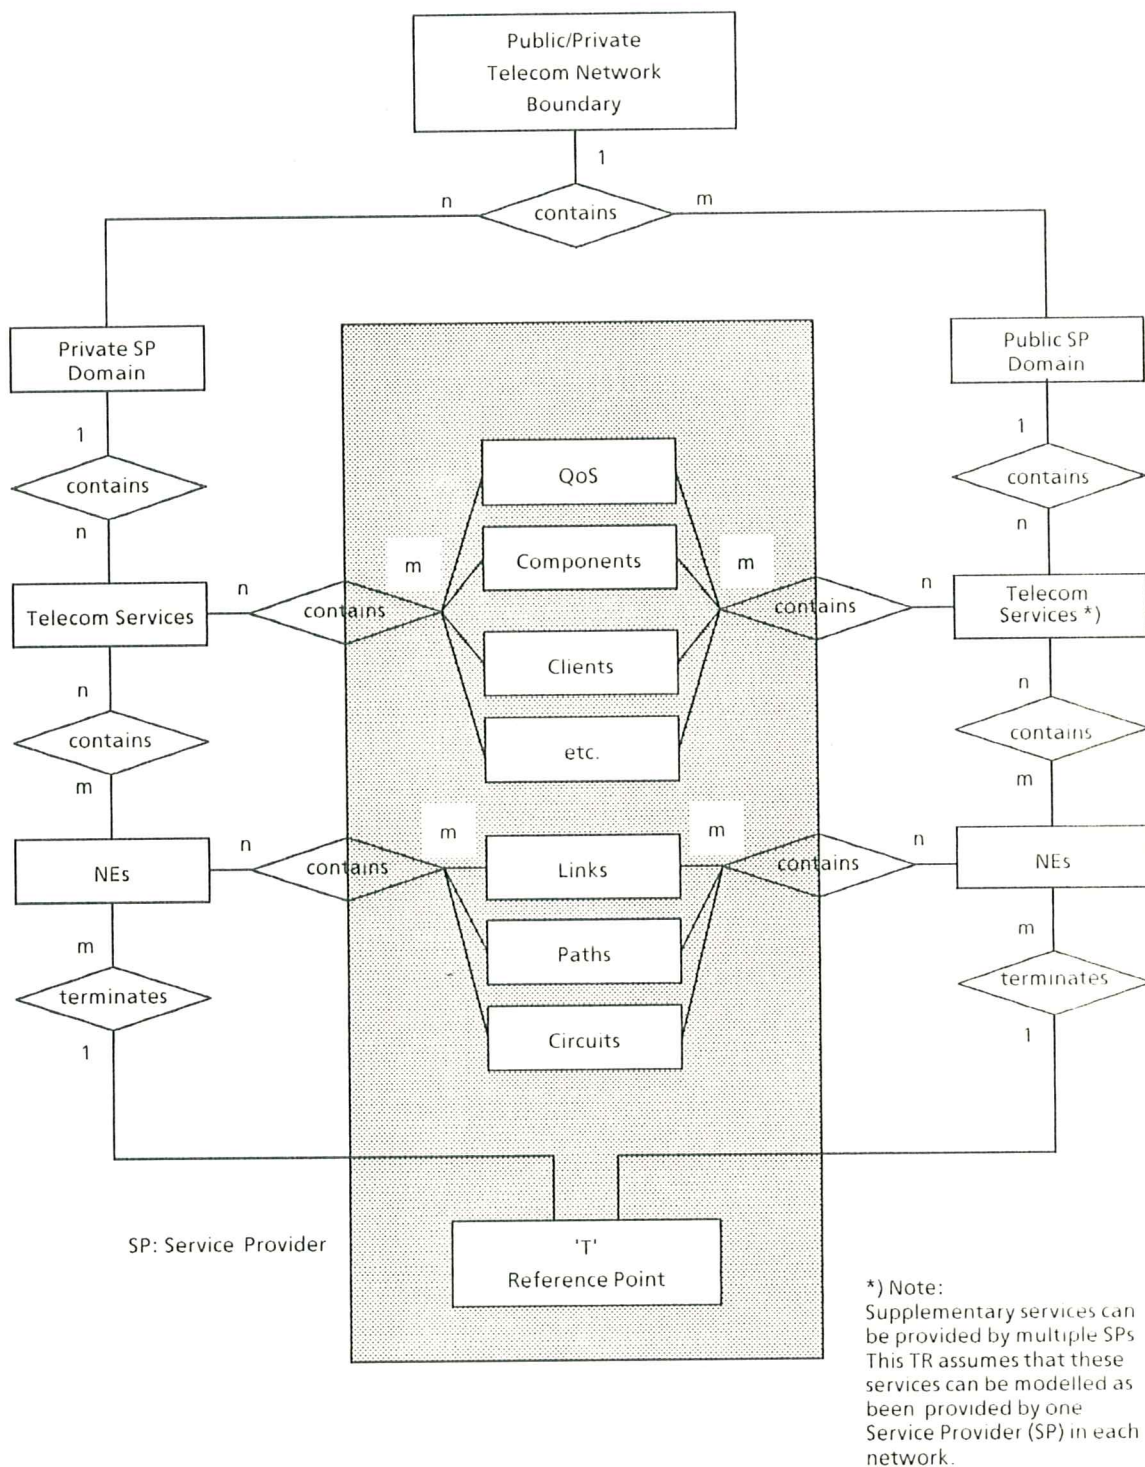 Public/Private
Telecom Network
Boundary
1
n
contains
m
Private SP
Domain
Public SP
Domain
1
contains
n
1
contains
n
QoS
Components
Clients
etc.
m
m
Telecom Services
n
contains
contains
n
Telecom
Services *)
n
contains
m
n
contains
m
NEs
n
contains
m
Links
Paths
Circuits
m
contains
n
NEs
m
terminates
1
m
terminates
1
SP: Service Provider
'T'
Reference Point
*) Note:
Supplementary services can
be provided by multiple SPs
This TR assumes that these
services can be modelled as
been provided by one
Service Provider (SP) in each
network.